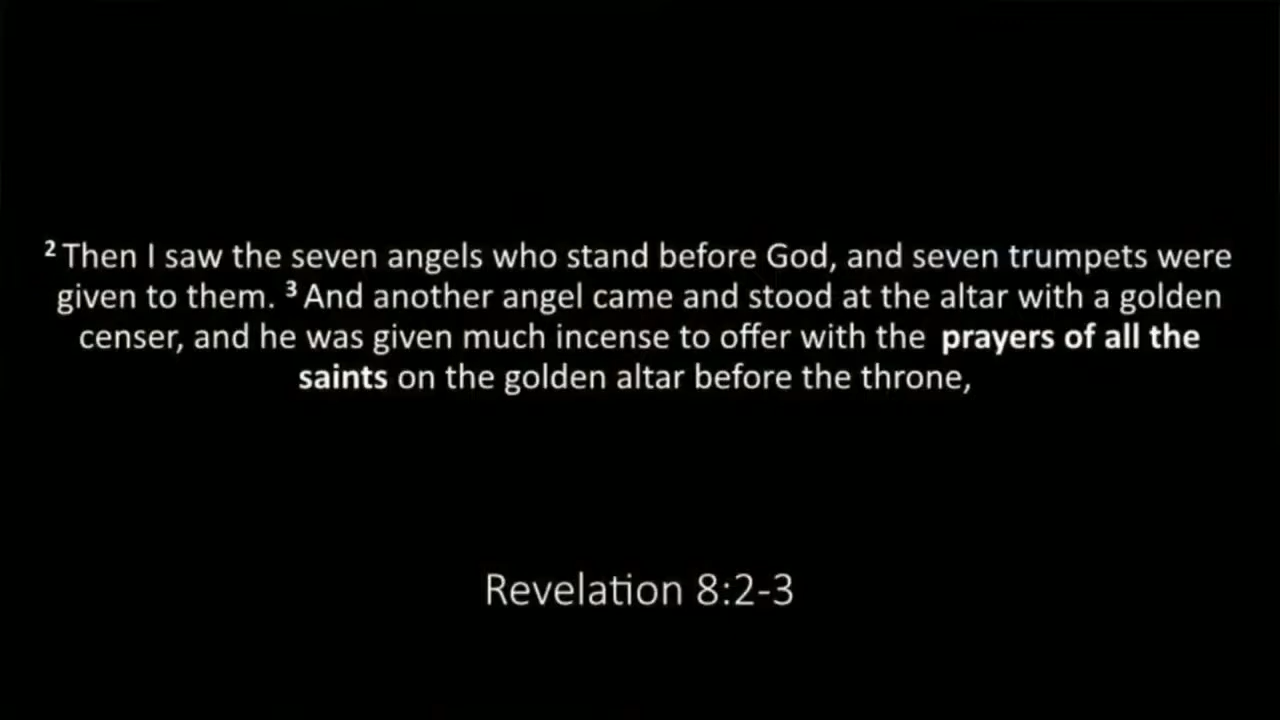 2 Then I saw the seven angels who stand before God, and seven trumpets were
given to them. 3 And another angel came and stood at the altar with a golden
censer, and he was given much incense to offer with the prayers of all the
saints on the golden altar before the throne,
Revelation 8:2-3